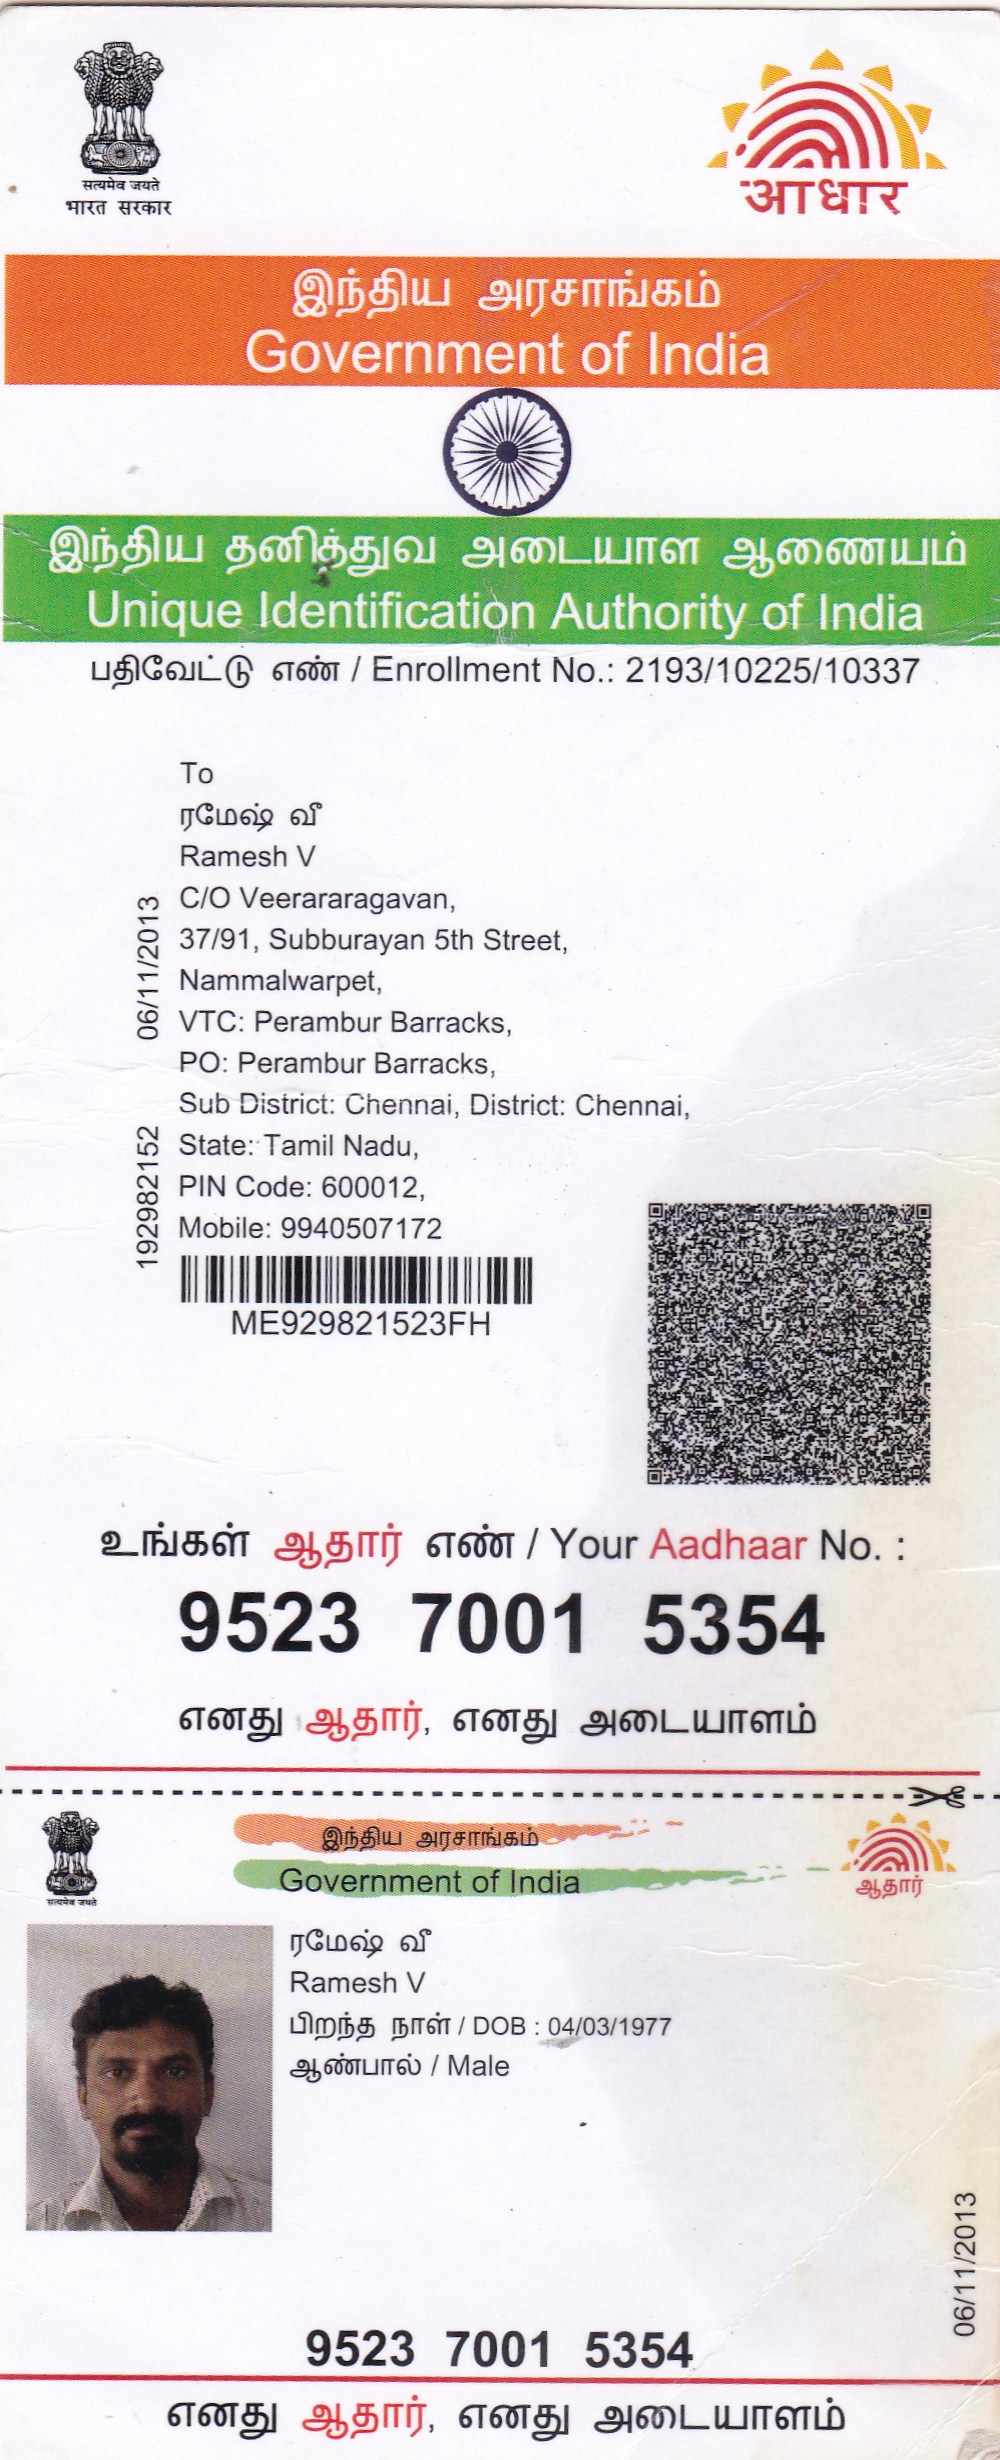 सत्यमेव जयते
भारत सरकार
आधार
இந்திய அரசாங்கம்
Government of India
இந்திய தனித்துவ அடையாள ஆணையம்
Unique Identification Authority of India
பதிவேட்டு எண் / Enrollment No.: 2193/10225/10337
To
ரமேஷ் வீ
Ramesh V
C/O Veerararagavan,
37/91, Subburayan 5th Street,
Nammalwarpet,
VTC: Perambur Barracks,
PO: Perambur Barracks,
Sub District: Chennai, District: Chennai,
State: Tamil Nadu,
PIN Code: 600012,
Mobile: 9940507172
192982152 06/11/2013
ME929821523FH
உங்கள் ஆதார் எண் / Your Aadhaar No. :
9523 7001 5354
எனது ஆதார், எனது அடையாளம்
सत्यमेव जयते
இந்திய அரசாங்கம்
Government of India
ஆதார்
ரமேஷ் வீ
Ramesh V
பிறந்த நாள் / DOB : 04/03/1977
ஆண்பால் / Male
06/11/2013
9523 7001 5354
எனது ஆதார், எனது அடையாளம்